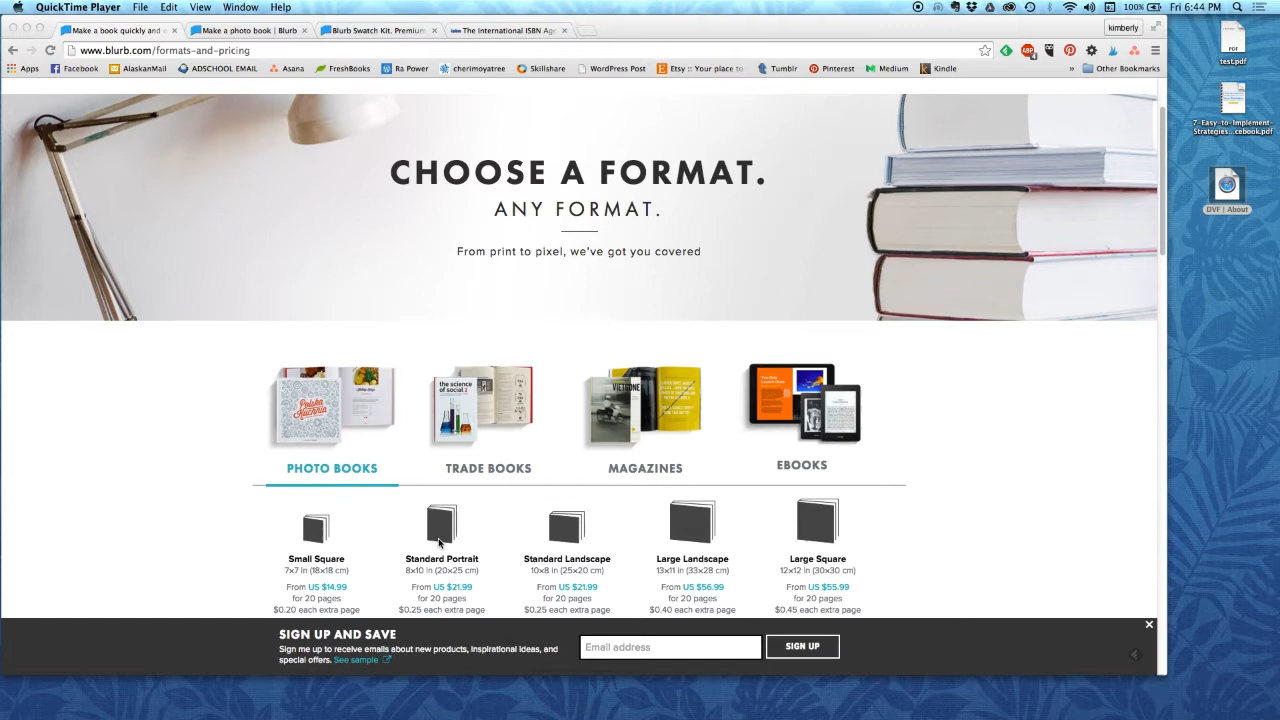 QuickTime Player File Edit View Window Help
100% Fri 6:44 PM
Make a book quickly and e
Make a photo book | Blurb
Blurb Swatch Kit. Premium
The International ISBN Age
kimberly
www.blurb.com/formats-and-pricing
Apps Facebook AlaskanMail ADSCHOOL EMAIL Asana FreshBooks Ra Power cherimoyatree Skillshare WordPress Post Etsy :: Your place to Tumblr Pinterest Medium Kindle » Other Bookmarks
PDF
test.pdf
7-Easy-to-Implement-
Strategies ...cebook.pdf
DVF | About
CHOOSE A FORMAT.
ANY FORMAT.
From print to pixel, we've got you covered
Polska
Kuchnia
the science
of social 2
PHOTO BOOKS
TRADE BOOKS
MAGAZINES
EBOOKS
Small Square
7x7 in (18x18 cm)
From US $14.99
for 20 pages
$0.20 each extra page
Standard Portrait
8x10 in (20x25 cm)
From US $21.99
for 20 pages
$0.25 each extra page
Standard Landscape
10x8 in (25x20 cm)
From US $21.99
for 20 pages
$0.25 each extra page
Large Landscape
13x11 in (33x28 cm)
From US $56.99
for 20 pages
$0.40 each extra page
Large Square
12x12 in (30x30 cm)
From US $55.99
for 20 pages
$0.45 each extra page
SIGN UP AND SAVE
Sign me up to receive emails about new products, inspirational ideas, and
special offers. See sample
Email address
SIGN UP